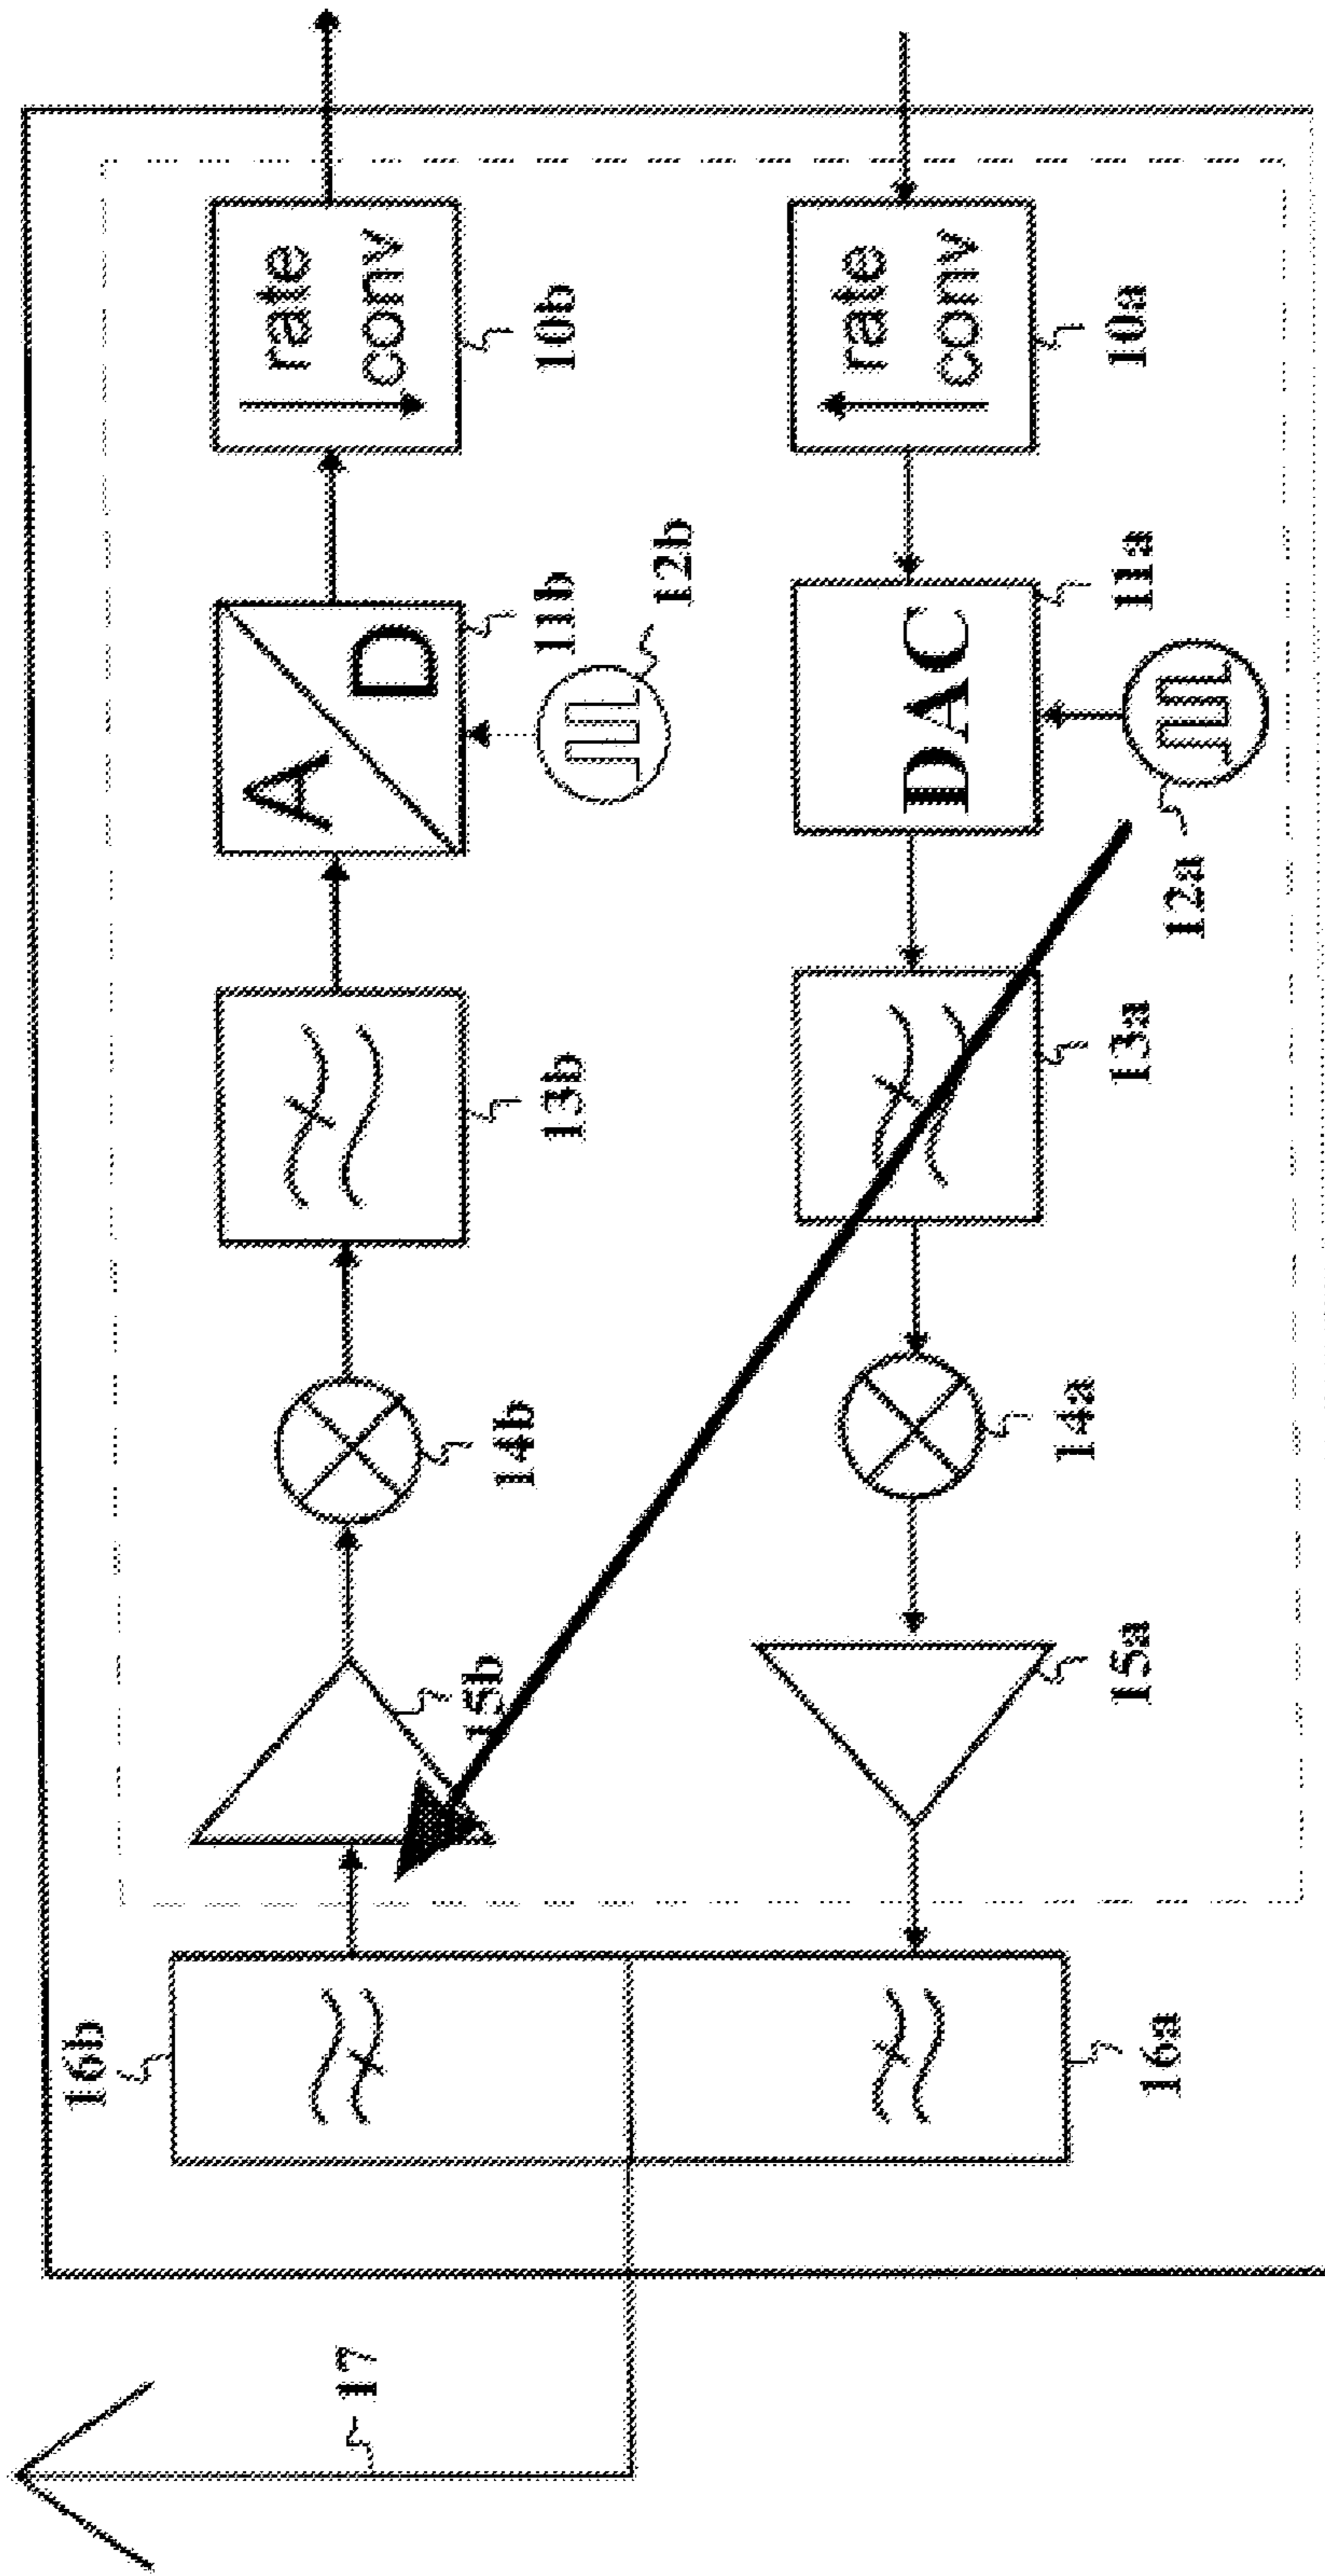 16b
A
rate
conv
D
17
15b
14b
13b
11b
10b
12b
DAC
rate
conv
16a
15a
14a
13a
12a
11a
10a